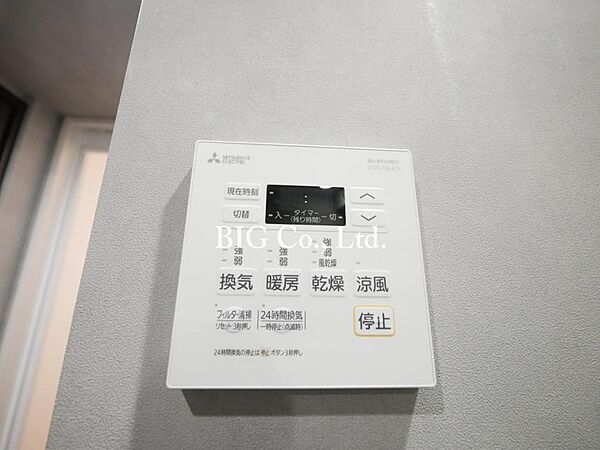 MITSUBISHI
ELECTRIC
現在時刻
切替
:
入 タイマー 切
(残り時間)
BIG Co., Ltd.
強 強 強
弱 弱 弱
風乾燥
換気 暖房 乾燥 涼風
フィルター清掃 24時間換気
リセット:3秒押し 一時停止(点滅時)
停止
24時間換気の停止は 停止 ボタン3秒押し